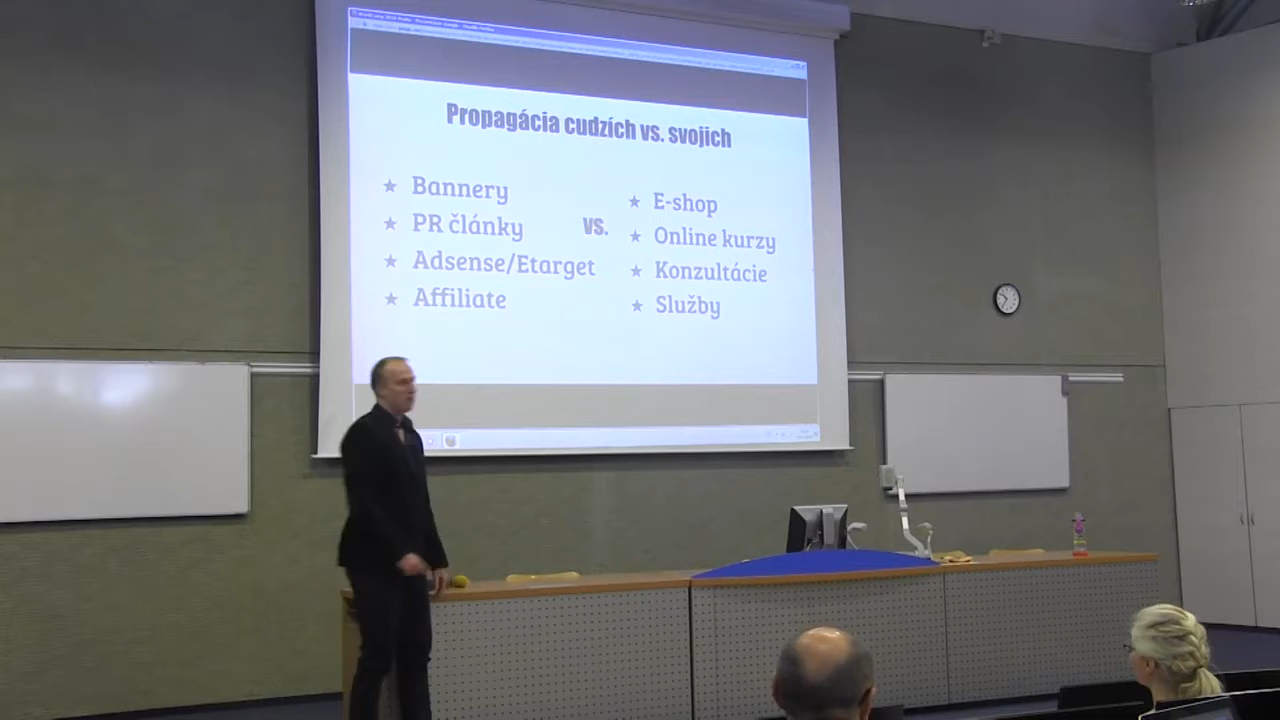 Propagácia cudzích vs. svojich
★ Bannery
★ PR články
★ Adsense/Etarget
★ Affiliate
vs.
★ E-shop
★ Online kurzy
★ Konzultácie
★ Služby